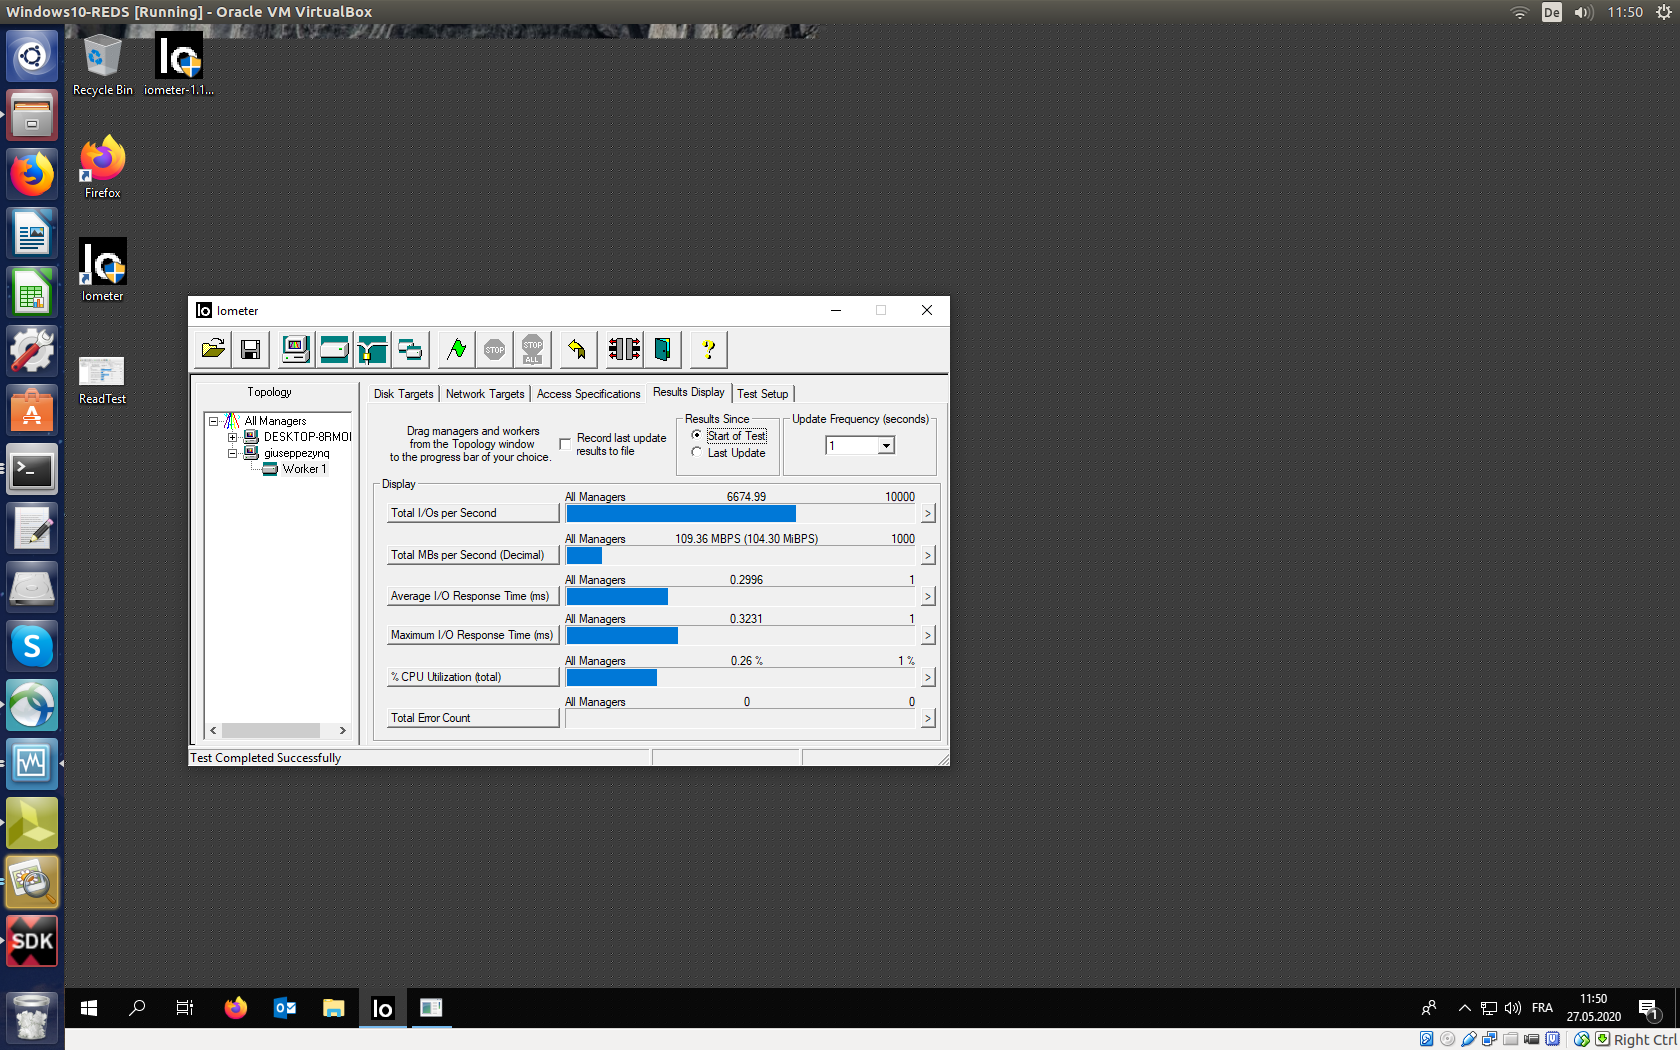 Windows10-REDS [Running] - Oracle VM VirtualBox
De
11:50
Recycle Bin
iometer-1.1...
Firefox
Iometer
ReadTest
Iometer
STOP
STOP
ALL
Topology
All Managers
DESKTOP-8RMOI
giuseppezynq
Worker 1
Disk Targets
Network Targets
Access Specifications
Results Display
Test Setup
Drag managers and workers
from the Topology window
to the progress bar of your choice.
Record last update
results to file
Results Since
Start of Test
Last Update
Update Frequency (seconds)
1
Display
All Managers 6674.99 10000
Total I/Os per Second >
All Managers 109.36 MBPS (104.30 MiBPS) 1000
Total MBs per Second (Decimal) >
All Managers 0.2996 1
Average I/O Response Time (ms) >
All Managers 0.3231 1
Maximum I/O Response Time (ms) >
All Managers 0.26 % 1 %
% CPU Utilization (total) >
All Managers 0 0
Total Error Count >
Test Completed Successfully
SDK
FRA
11:50
27.05.2020
1
Right Ctrl